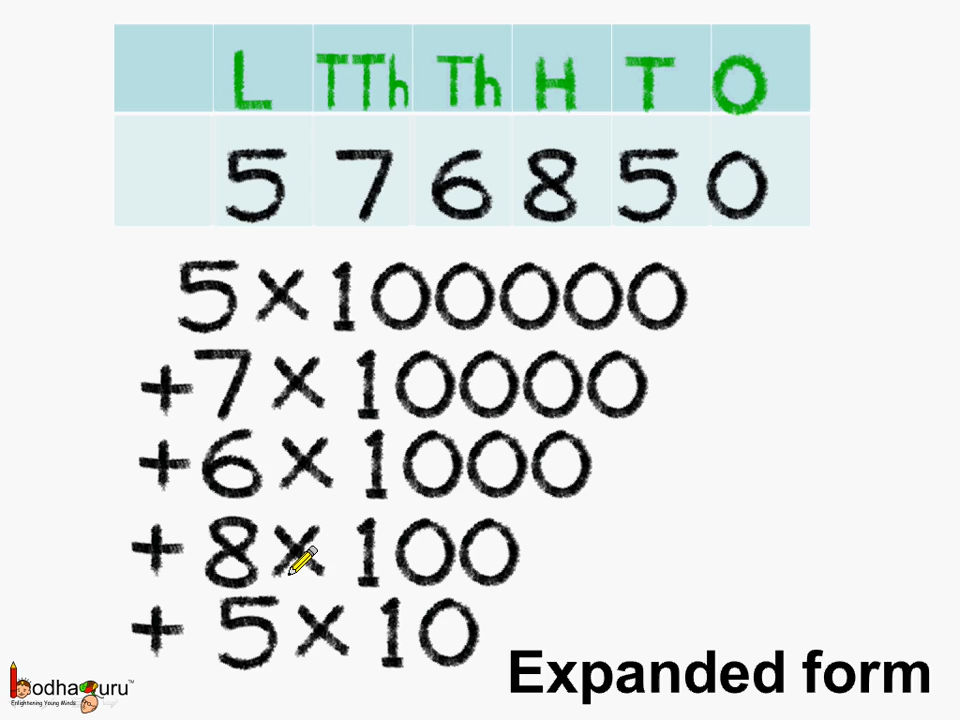 L TTh Th H T O
5 7 6 8 5 0
5×100000
+7×10000
+6×1000
+8×100
+ 5×10
Expanded form
bodhaguru™
Enlightening Young Minds